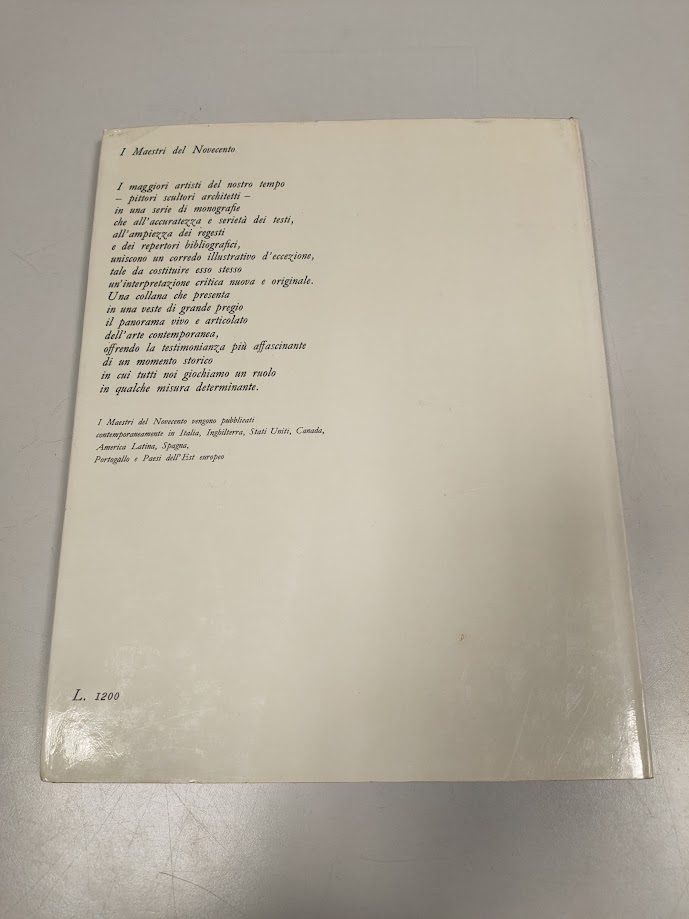 I Maestri del Novecento
I maggiori artisti del nostro tempo
– pittori scultori architetti –
in una serie di monografie
che all'accuratezza e serietà dei testi,
all'ampiezza dei regesti
e dei repertori bibliografici,
uniscono un corredo illustrativo d'eccezione,
tale da costituire esso stesso
un'interpretazione critica nuova e originale.
Una collana che presenta
in una veste di grande pregio
il panorama vivo e articolato
dell'arte contemporanea,
offrendo la testimonianza più affascinante
di un momento storico
in cui tutti noi giochiamo un ruolo
in qualche misura determinante.
I Maestri del Novecento vengono pubblicati
contemporaneamente in Italia, Inghilterra, Stati Uniti, Canada,
America Latina, Spagna,
Portogallo e Paesi dell'Est europeo
L. 1200